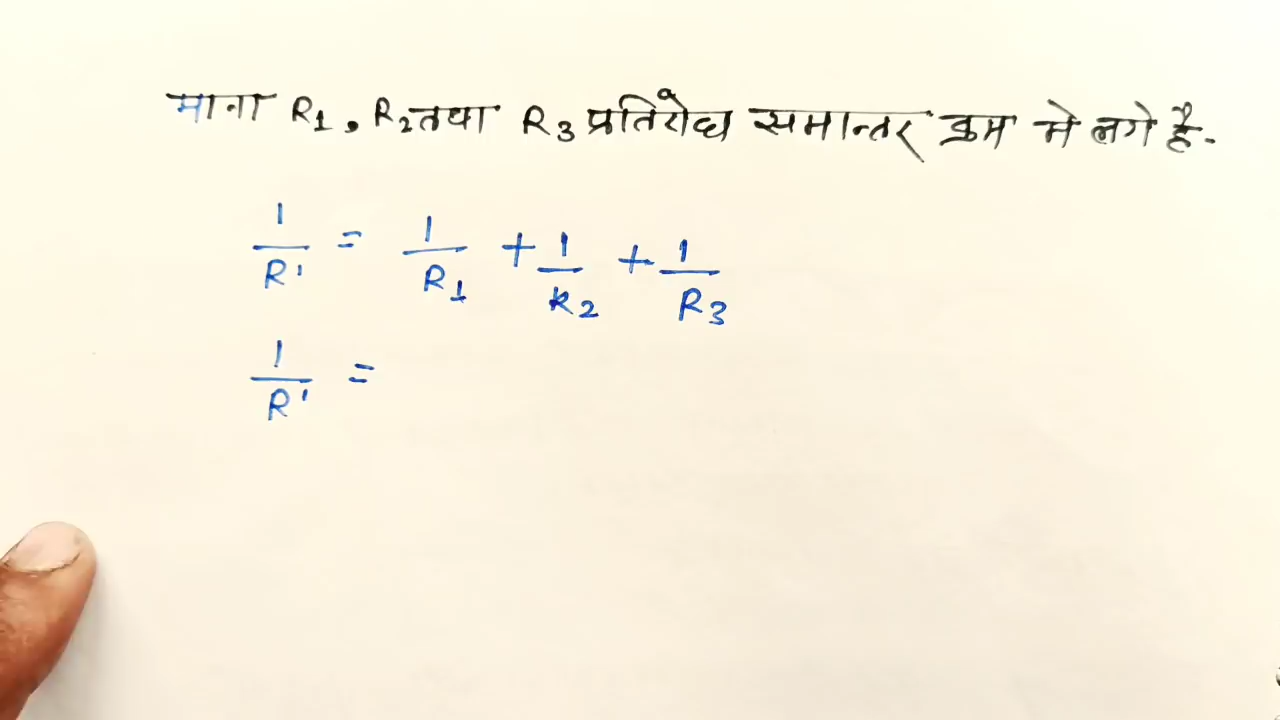 माना R1, R2 तथा R3 प्रतिरोध समान्तर क्रम मे लगे है.
1/R' = 1/R1 + 1/R2 + 1/R3
1/R' =